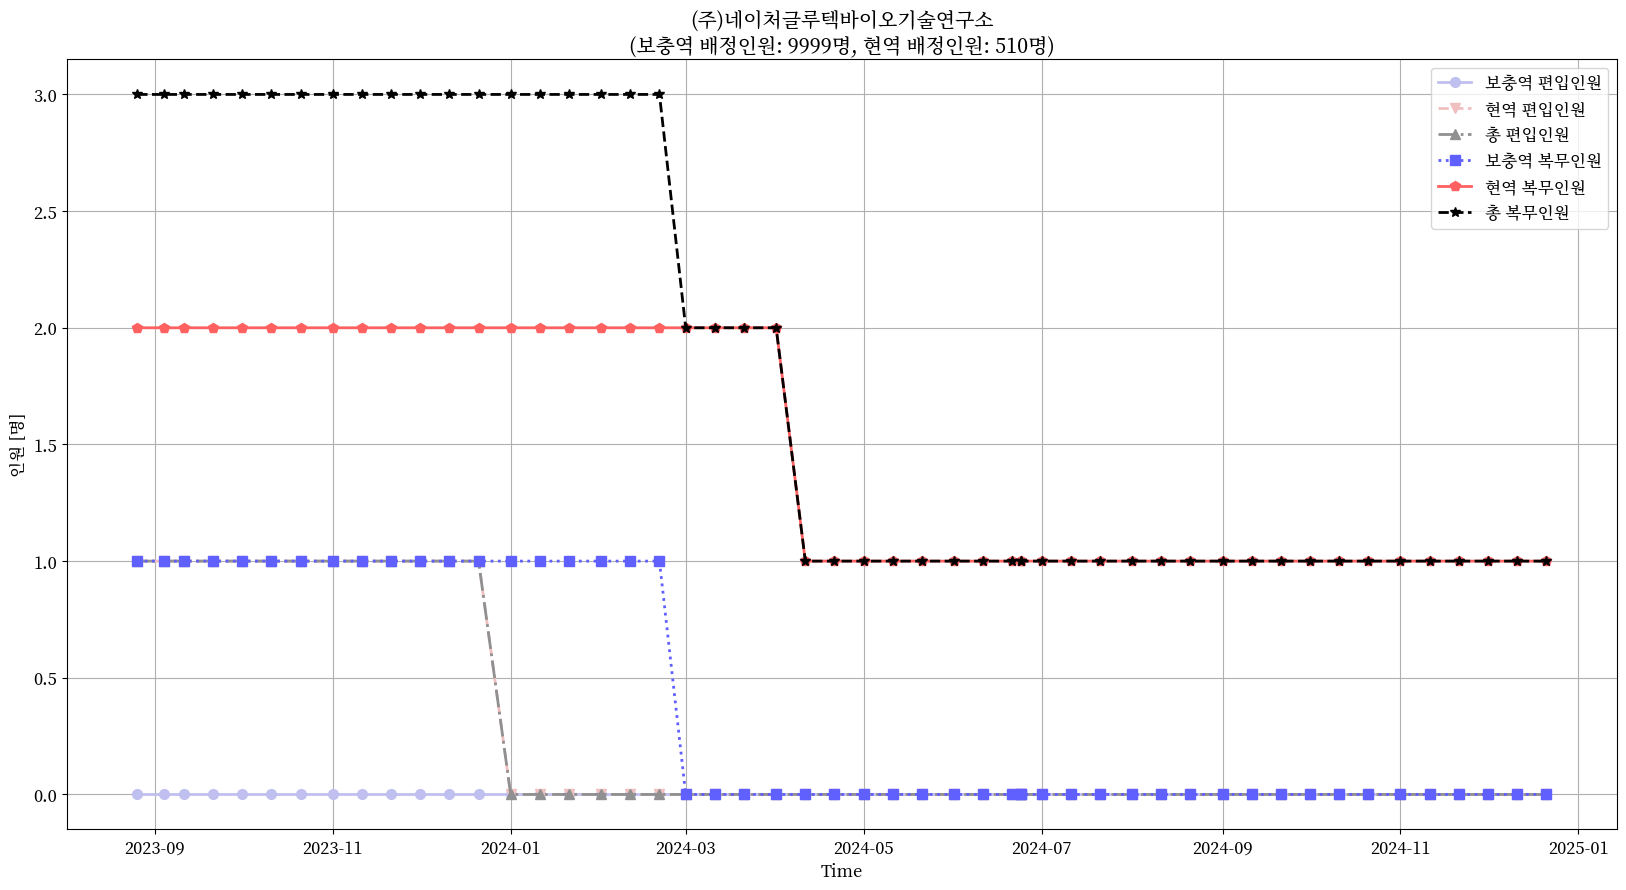 (주)네이처글루텍바이오기술연구소
(보충역 배정인원: 9999명, 현역 배정인원: 510명)
보충역 편입인원
현역 편입인원
총 편입인원
보충역 복무인원
현역 복무인원
총 복무인원
인원 [명]
3.0
2.5
2.0
1.5
1.0
0.5
0.0
2023-09
2023-11
2024-01
2024-03
2024-05
2024-07
2024-09
2024-11
2025-01
Time